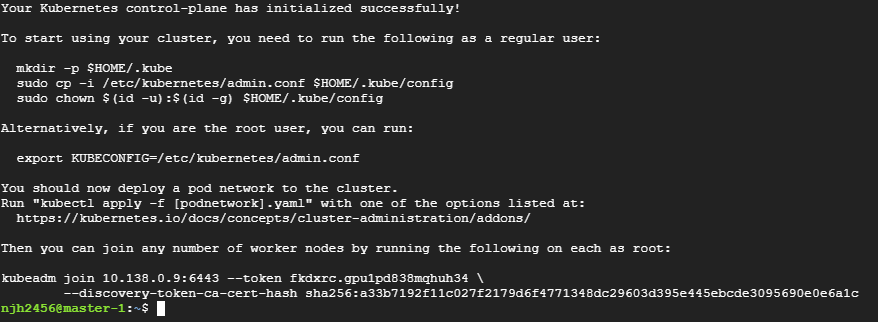 Your Kubernetes control-plane has initialized successfully!
To start using your cluster, you need to run the following as a regular user:
mkdir -p $HOME/.kube
sudo cp -i /etc/kubernetes/admin.conf $HOME/.kube/config
sudo chown $(id -u):$(id -g) $HOME/.kube/config
Alternatively, if you are the root user, you can run:
export KUBECONFIG=/etc/kubernetes/admin.conf
You should now deploy a pod network to the cluster.
Run "kubectl apply -f [podnetwork].yaml" with one of the options listed at:
https://kubernetes.io/docs/concepts/cluster-administration/addons/
Then you can join any number of worker nodes by running the following on each as root:
kubeadm join 10.138.0.9:6443 --token fkdxrc.gpu1pd838mqhuh34 \
--discovery-token-ca-cert-hash sha256:a33b7192f11c027f2179d6f4771348dc29603d395e445ebcde3095690e0e6a1c
njh2456@master-1:~$